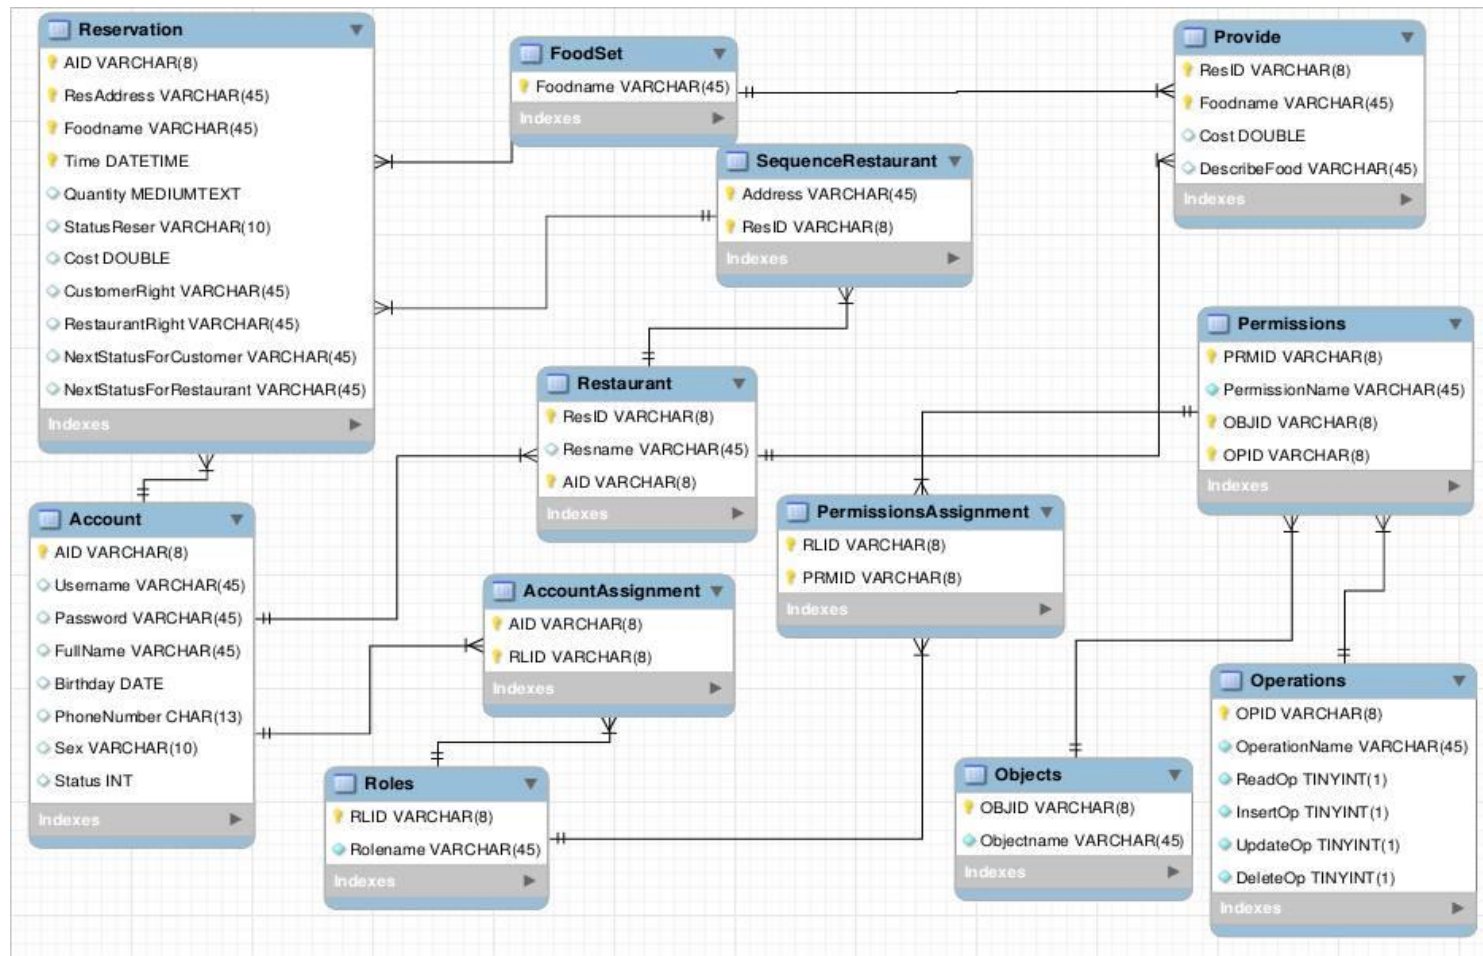 Reservation
AID VARCHAR(8)
ResAddress VARCHAR(45)
Foodname VARCHAR(45)
Time DATETIME
Quantity MEDIUMTEXT
StatusReser VARCHAR(10)
Cost DOUBLE
CustomerRight VARCHAR(45)
RestaurantRight VARCHAR(45)
NextStatusForCustomer VARCHAR(45)
NextStatusForRestaurant VARCHAR(45)
Indexes
FoodSet
Foodname VARCHAR(45)
Indexes
Provide
ResID VARCHAR(8)
Foodname VARCHAR(45)
Cost DOUBLE
DescribeFood VARCHAR(45)
Indexes
SequenceRestaurant
Address VARCHAR(45)
ResID VARCHAR(8)
Indexes
Restaurant
ResID VARCHAR(8)
Resname VARCHAR(45)
AID VARCHAR(8)
Indexes
Permissions
PRMID VARCHAR(8)
PermissionName VARCHAR(45)
OBJID VARCHAR(8)
OPID VARCHAR(8)
Indexes
Account
AID VARCHAR(8)
Username VARCHAR(45)
Password VARCHAR(45)
FullName VARCHAR(45)
Birthday DATE
PhoneNumber CHAR(13)
Sex VARCHAR(10)
Status INT
Indexes
AccountAssignment
AID VARCHAR(8)
RLID VARCHAR(8)
Indexes
PermissionsAssignment
RLID VARCHAR(8)
PRMID VARCHAR(8)
Indexes
Roles
RLID VARCHAR(8)
Rolename VARCHAR(45)
Indexes
Objects
OBJID VARCHAR(8)
Objectname VARCHAR(45)
Indexes
Operations
OPID VARCHAR(8)
OperationName VARCHAR(45)
ReadOp TINYINT(1)
InsertOp TINYINT(1)
UpdateOp TINYINT(1)
DeleteOp TINYINT(1)
Indexes